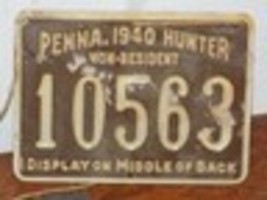 PENNA. 1940 HUNTER
NON-RESIDENT
10563
DISPLAY ON MIDDLE OF BACK